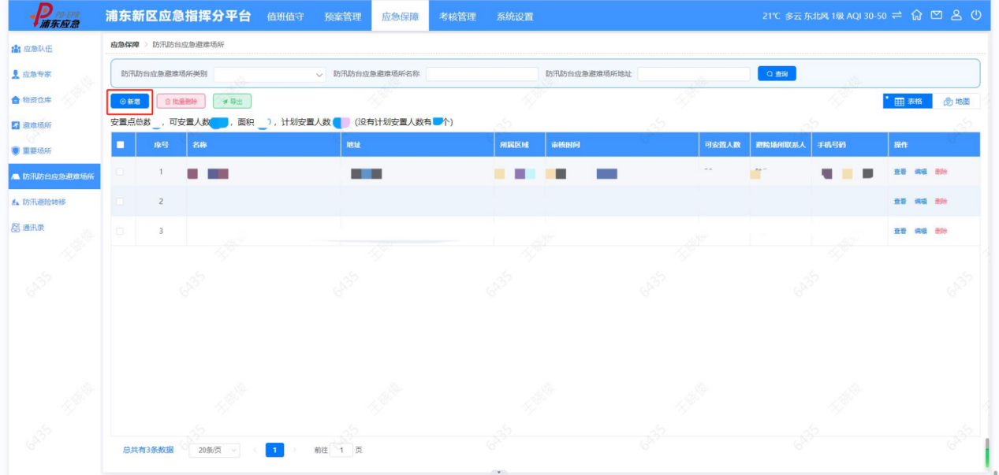 PD-EPB 浦东应急 浦东新区应急指挥分平台 值班值守 预案管理 应急保障 考核管理 系统设置 21℃ 多云 东北风 1级 AQI 30-50
应急队伍
应急专家
物资仓库
避难场所
重要场所
防汛防台应急避难场所
防汛避险转移
通讯录
应急保障 > 防汛防台应急避难场所
防汛防台应急避难场所类别 防汛防台应急避难场所名称 防汛防台应急避难场所地址 查询
新增 批量删除 导出 表格 地图
安置点总数 , 可安置人数 , 面积 , 计划安置人数 (没有计划安置人数有 个)
序号 名称 地址 所属区域 审核时间 可安置人数 避险场所联系人 手机号码 操作
1 查看 编辑 删除
2 查看 编辑 删除
3 查看 编辑 删除
总共有3条数据 20条/页 < 1 > 前往 1 页
王晓俊
6435